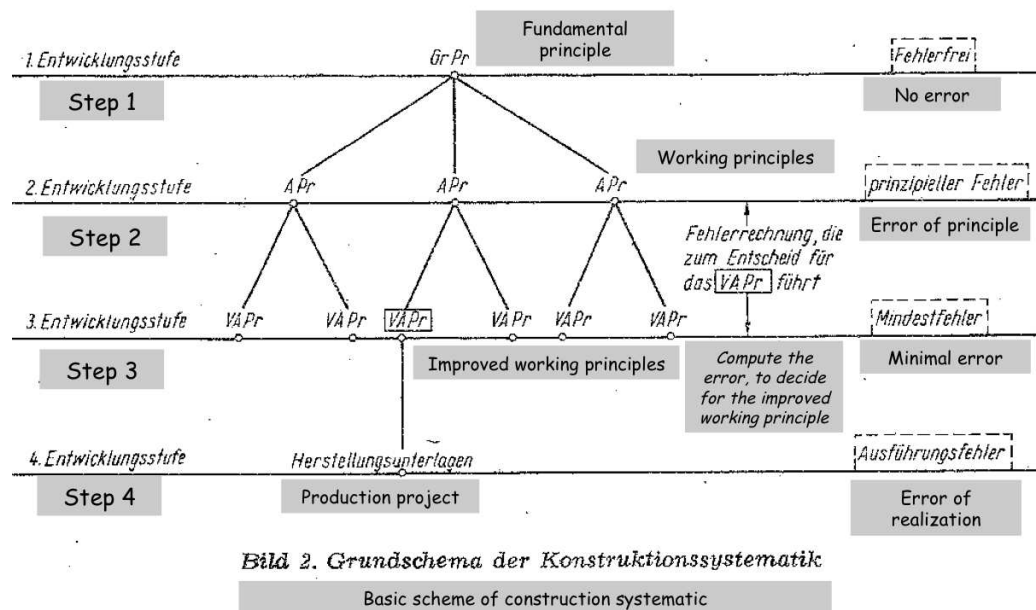 Fundamental
principle
1. Entwicklungsstufe
GrPr
Fehlerfrei
Step 1
No error
Working principles
2. Entwicklungsstufe
APr
APr
APr
prinzipieller Fehler
Step 2
Error of principle
Fehlerrechnung, die
zum Entscheid für
das VAPr führt
3. Entwicklungsstufe
VAPr
VAPr
VAPr
VAPr
VAPr
VAPr
Mindestfehler
Step 3
Improved working principles
Compute the
error, to decide
for the improved
working principle
Minimal error
4. Entwicklungsstufe
Herstellungsunterlagen
Ausführungsfehler
Step 4
Production project
Error of
realization
Bild 2. Grundschema der Konstruktionssystematik
Basic scheme of construction systematic